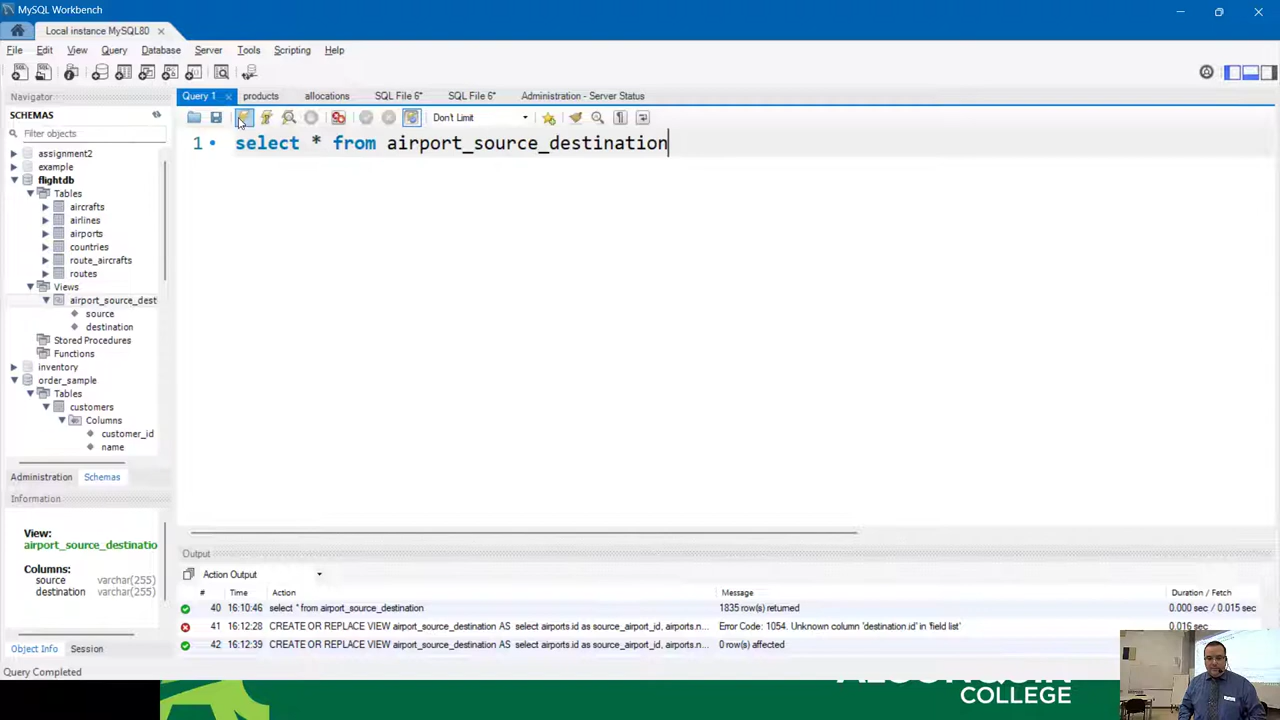 MySQL Workbench
Local instance MySQL80
File Edit View Query Database Server Tools Scripting Help
Navigator
Query 1 products allocations SQL File 6* SQL File 6* Administration - Server Status
SCHEMAS
Don't Limit
Filter objects
1 select * from airport_source_destination
assignment2
example
flightdb
Tables
aircrafts
airlines
airports
countries
route_aircrafts
routes
Views
airport_source_dest
source
destination
Stored Procedures
Functions
inventory
order_sample
Tables
customers
Columns
customer_id
name
Administration Schemas
Information
View:
airport_source_destinatio
Columns:
source varchar(255)
destination varchar(255)
Object Info Session
Output
Action Output
# Time Action Message Duration / Fetch
40 16:10:46 select * from airport_source_destination 1835 row(s) returned 0.000 sec / 0.015 sec
41 16:12:28 CREATE OR REPLACE VIEW airport_source_destination AS select airports.id as source_airport_id, airports.n... Error Code: 1054. Unknown column 'destination.id' in 'field list' 0.016 sec
42 16:12:39 CREATE OR REPLACE VIEW airport_source_destination AS select airports.id as source_airport_id, airports.n... 0 row(s) affected
Query Completed
COLLEGE